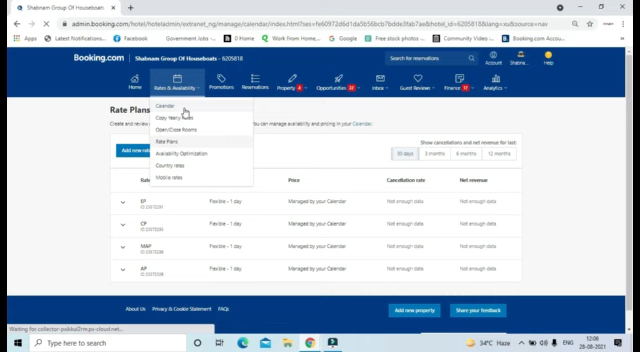 Shabnam Group Of Houseboats
admin.booking.com/hotel/hoteladmin/extranet_ng/manage/calendar/index.html?
hotel_id=6205818&lang=xu&source=nav
Apps
Latest Notifications...
Facebook
Government Jobs -...
0 Home
Work From Home,...
Google
Free stock photos...
Community Video -...
Booking.com Accou...
Booking.com
Shabnam Group Of Houseboats - 6205818
Search for reservations
Account
Shabna...
Help
Home
Rates & Availability
Promotions
Reservations
Property
Opportunities
Inbox
Guest Reviews
Finance
Analytics
Calendar
Copy Yearly
Open/Close Rooms
Rate Plans
Availability Optimization
Country rates
Mobile rates
Rate Plans
Create and review
You can manage availability and pricing in your Calendar.
Add new rate
Show cancellations and net revenue for last:
30 days
3 months
6 months
12 months
Price
Cancellation rate
Net revenue
EP
Flexible - 1 day
Managed by your Calendar
Not enough data
Not enough data
CP
Flexible - 1 day
Managed by your Calendar
Not enough data
Not enough data
MAP
Flexible - 1 day
Managed by your Calendar
Not enough data
Not enough data
AP
Flexible - 1 day
Managed by your Calendar
Not enough data
Not enough data
About Us
Privacy & Cookie Statement
FAQs
Add new property
Share your feedback
Type here to search
34°C Haze
ENG
12:06
28-08-2021